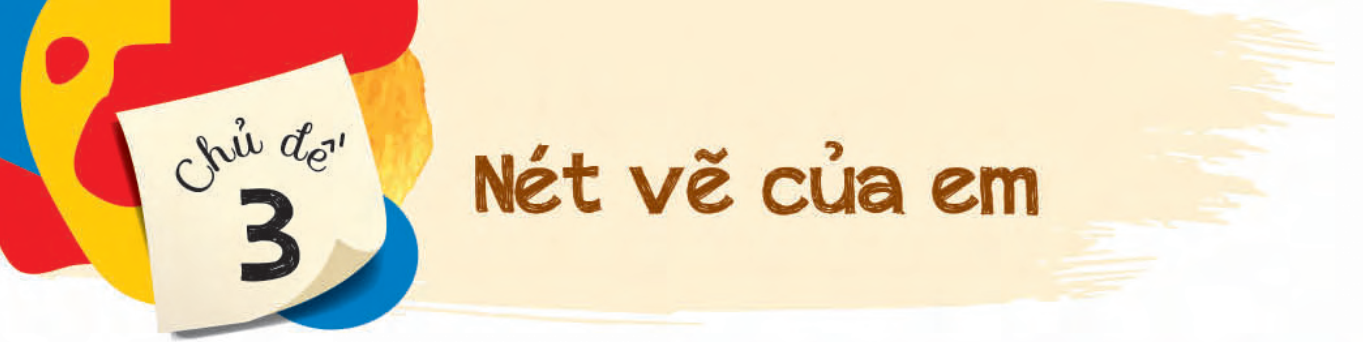 Chủ đề
3
Nét vẽ của em